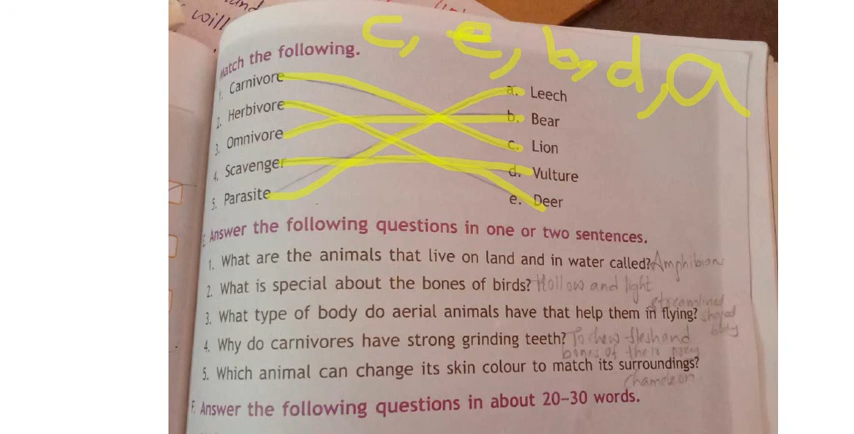 will
c, e, b, d, a
Match the following.
1. Carnivore
2. Herbivore
3. Omnivore
4. Scavenger
5. Parasite
a. Leech
b. Bear
c. Lion
d. Vulture
e. Deer
E. Answer the following questions in one or two sentences.
1. What are the animals that live on land and in water called? Amphibian
2. What is special about the bones of birds? Hollow and light
3. What type of body do aerial animals have that help them in flying? streamlined shaped body
4. Why do carnivores have strong grinding teeth? To chew flesh and
bones of their prey
5. Which animal can change its skin colour to match its surroundings?
Chameleon
F. Answer the following questions in about 20-30 words.